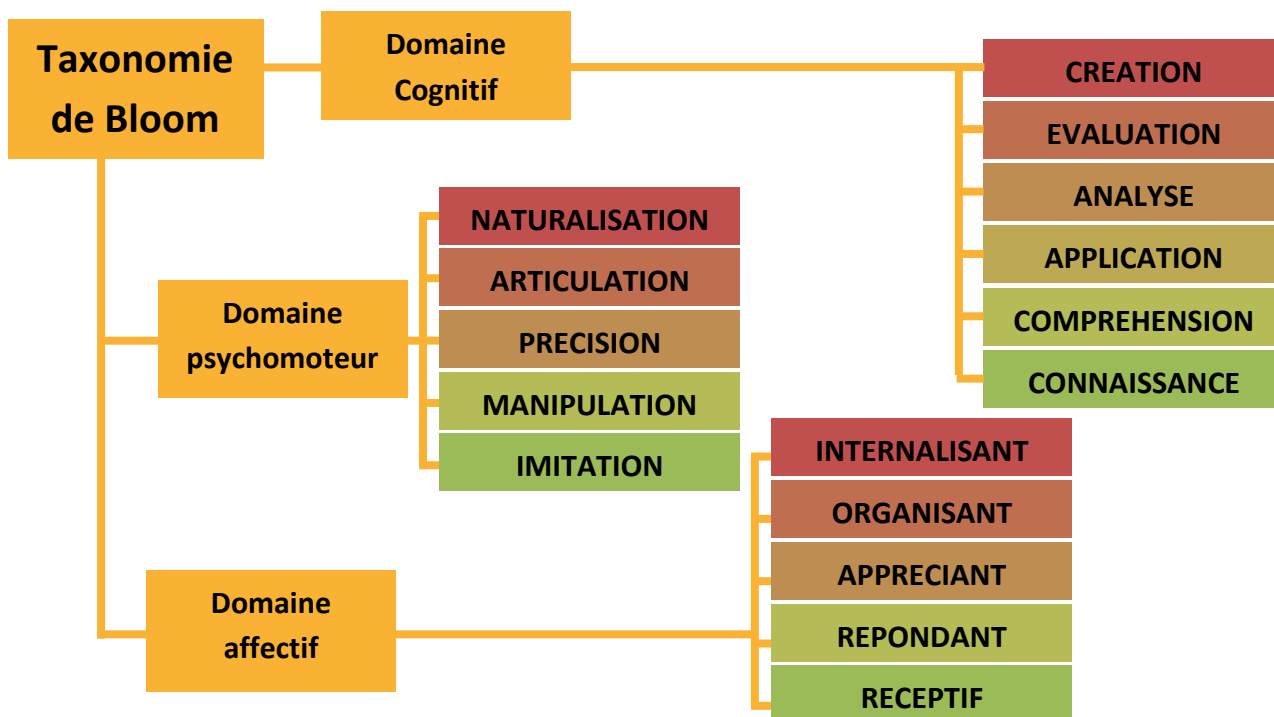 Taxonomie
de Bloom
Domaine
Cognitif
CREATION
EVALUATION
ANALYSE
APPLICATION
COMPREHENSION
CONNAISSANCE
Domaine
psychomoteur
NATURALISATION
ARTICULATION
PRECISION
MANIPULATION
IMITATION
Domaine
affectif
INTERNALISANT
ORGANISANT
APPRECIANT
REPONDANT
RECEPTIF